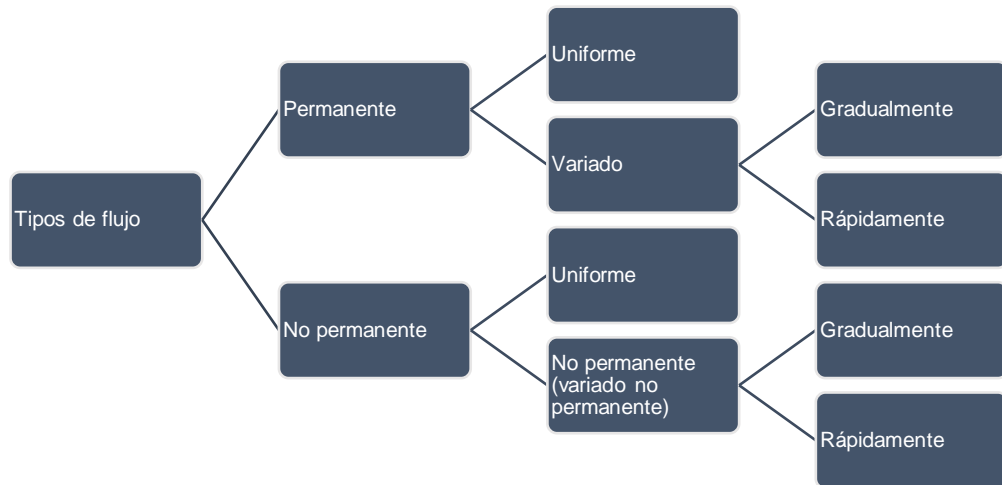 Tipos de flujo
Permanente
Uniforme
Variado
Gradualmente
Rápidamente
No permanente
Uniforme
No permanente
(variado no
permanente)
Gradualmente
Rápidamente